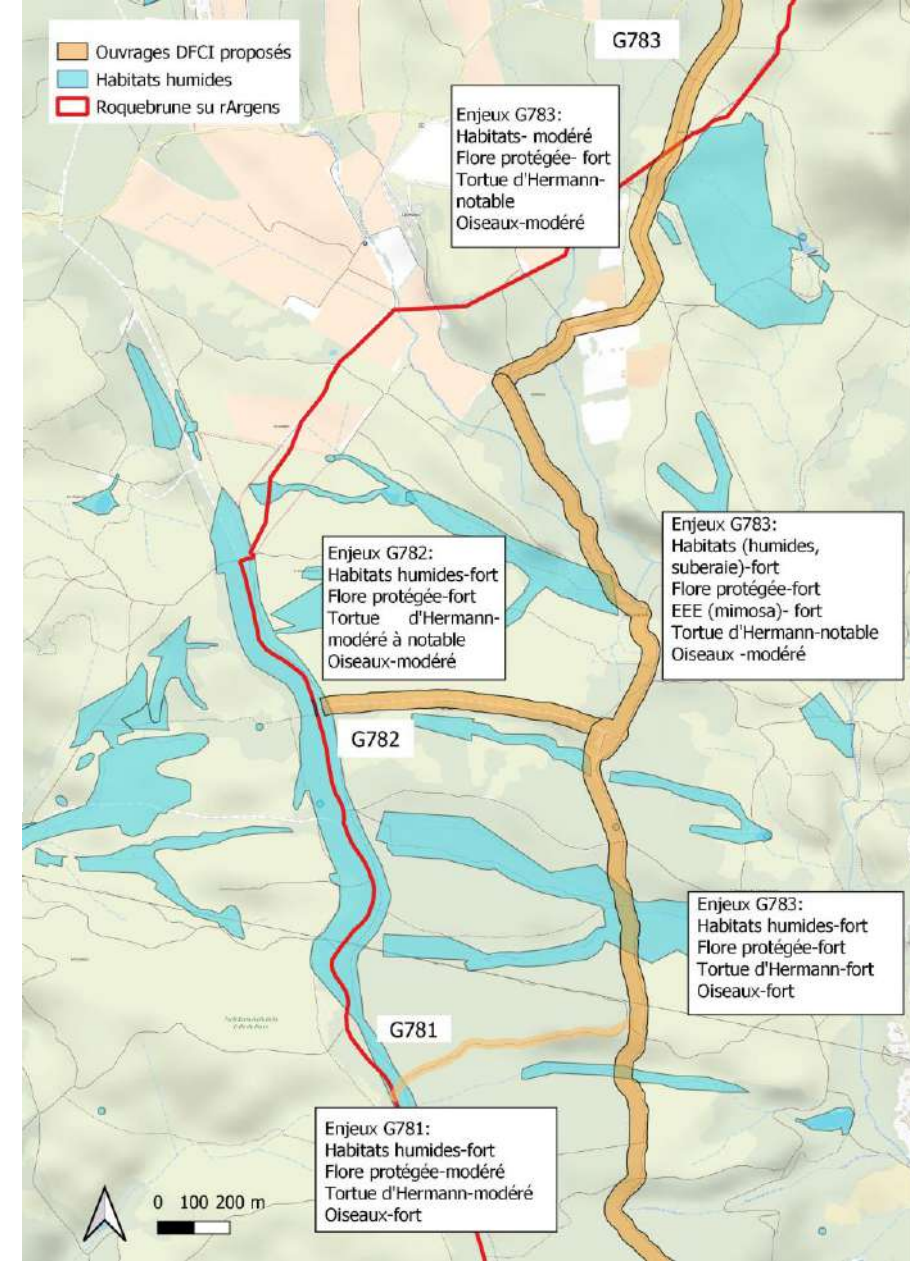 G783
Ouvrages DFCI proposés
Habitats humides
Roquebrune su rArgens
Enjeux G783:
Habitats- modéré
Flore protégée- fort
Tortue d'Hermann-
notable
Oiseaux-modéré
Enjeux G783:
Habitats (humides,
suberaie)-fort
Flore protégée-fort
EEE (mimosa)- fort
Tortue d'Hermann-notable
Oiseaux -modéré
Enjeux G782:
Habitats humides-fort
Flore protégée-fort
Tortue d'Hermann-
modéré à notable
Oiseaux-modéré
G782
Enjeux G783:
Habitats humides-fort
Flore protégée-fort
Tortue d'Hermann-fort
Oiseaux-fort
G781
Enjeux G781:
Habitats humides-fort
Flore protégée-modéré
Tortue d'Hermann-modéré
Oiseaux-fort
0 100 200 m